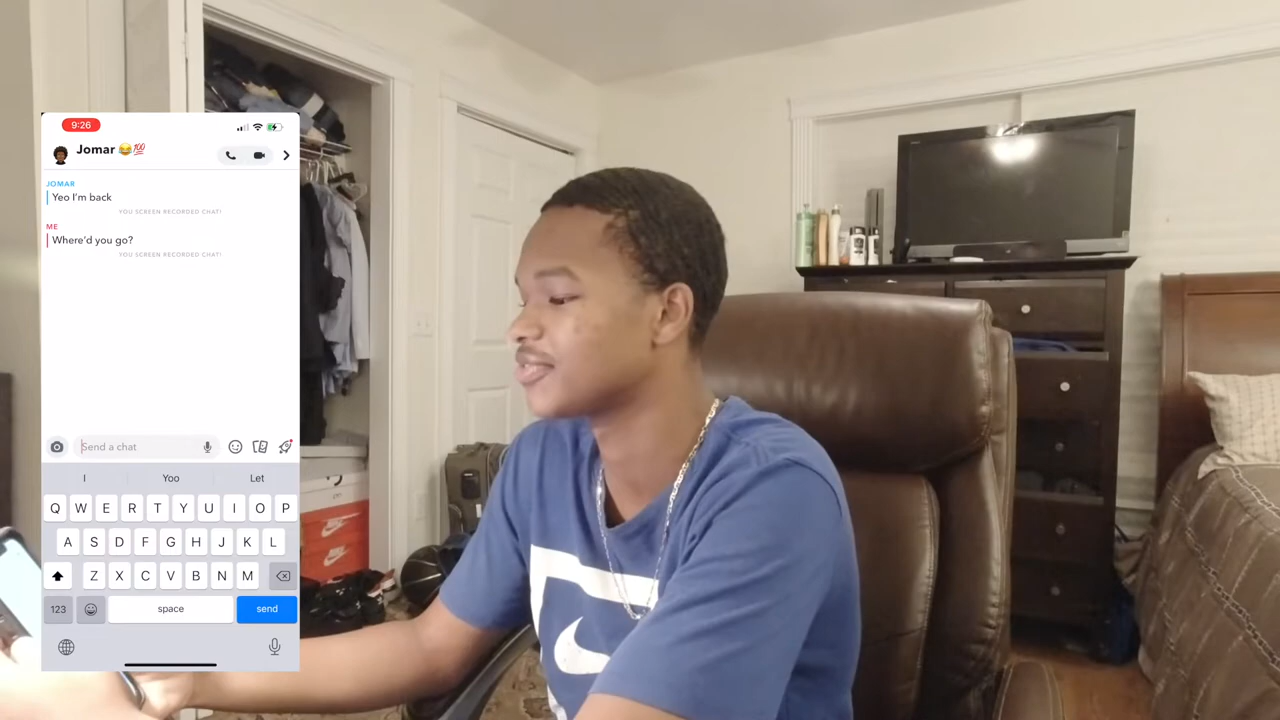 9:26
Jomar 😂💯
JOMAR
Yeo I'm back
YOU SCREEN RECORDED CHAT!
ME
Where'd you go?
YOU SCREEN RECORDED CHAT!
Send a chat
I Yoo Let
Q W E R T Y U I O P
A S D F G H J K L
Z X C V B N M
123 space send